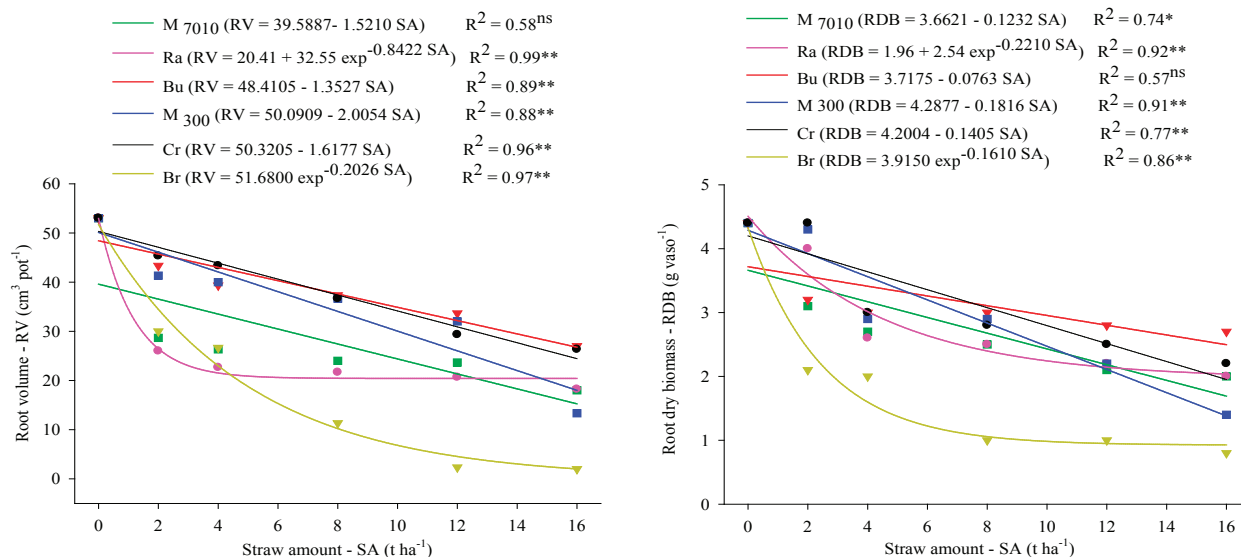 M 7010 (RV = 39.5887- 1.5210 SA) R2 = 0.58ns
Ra (RV = 20.41 + 32.55 exp-0.8422 SA) R2 = 0.99**
Bu (RV = 48.4105 - 1.3527 SA) R2 = 0.89**
M 300 (RV = 50.0909 - 2.0054 SA) R2 = 0.88**
Cr (RV = 50.3205 - 1.6177 SA) R2 = 0.96**
Br (RV = 51.6800 exp-0.2026 SA) R2 = 0.97**
60
50
40
30
20
10
0
Root volume - RV (cm3 pot-1)
0 2 4 6 8 10 12 14 16
Straw amount - SA (t ha-1)
M 7010 (RDB = 3.6621 - 0.1232 SA) R2 = 0.74*
Ra (RDB = 1.96 + 2.54 exp-0.2210 SA) R2 = 0.92**
Bu (RDB = 3.7175 - 0.0763 SA) R2 = 0.57ns
M 300 (RDB = 4.2877 - 0.1816 SA) R2 = 0.91**
Cr (RDB = 4.2004 - 0.1405 SA) R2 = 0.77**
Br (RDB = 3.9150 exp-0.1610 SA) R2 = 0.86**
5
4
3
2
1
0
Root dry biomass - RDB (g vaso-1)
0 2 4 6 8 10 12 14 16
Straw amount - SA (t ha-1)